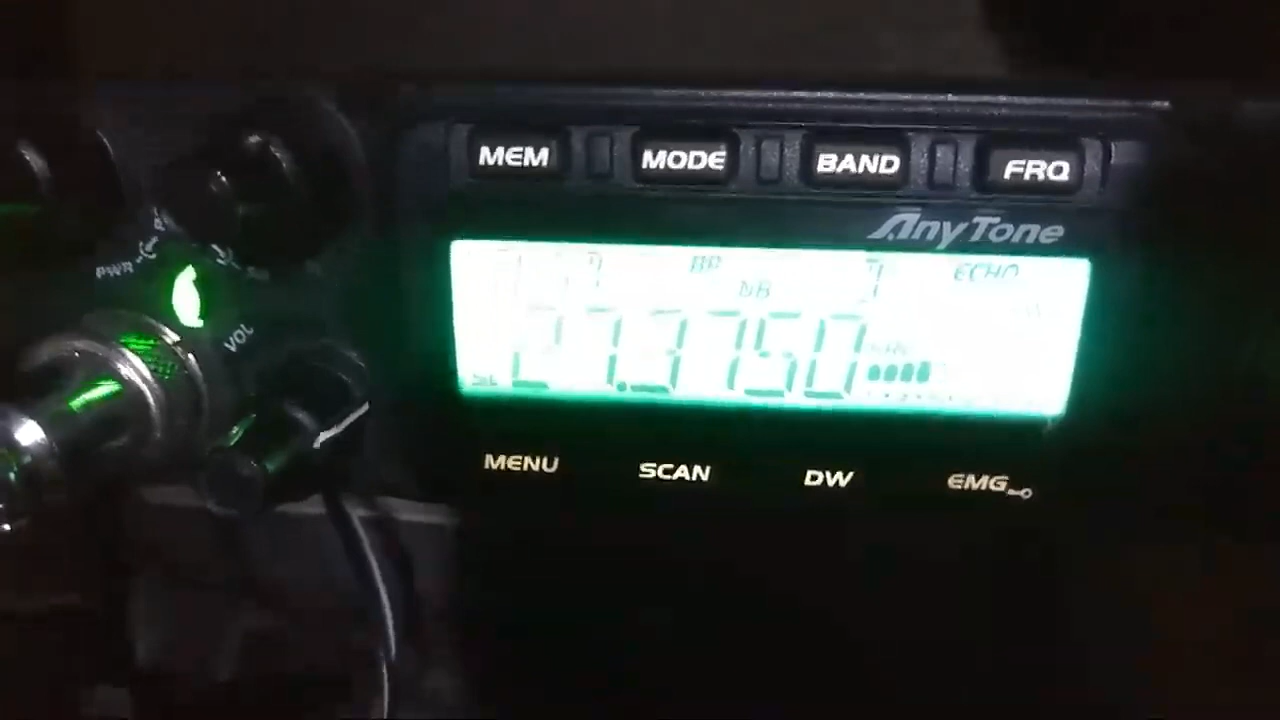 MEM MODE BAND FRQ
AnyTone
BP ECHO
NB
27.3750
PWR
VOL
MENU SCAN DW EMG